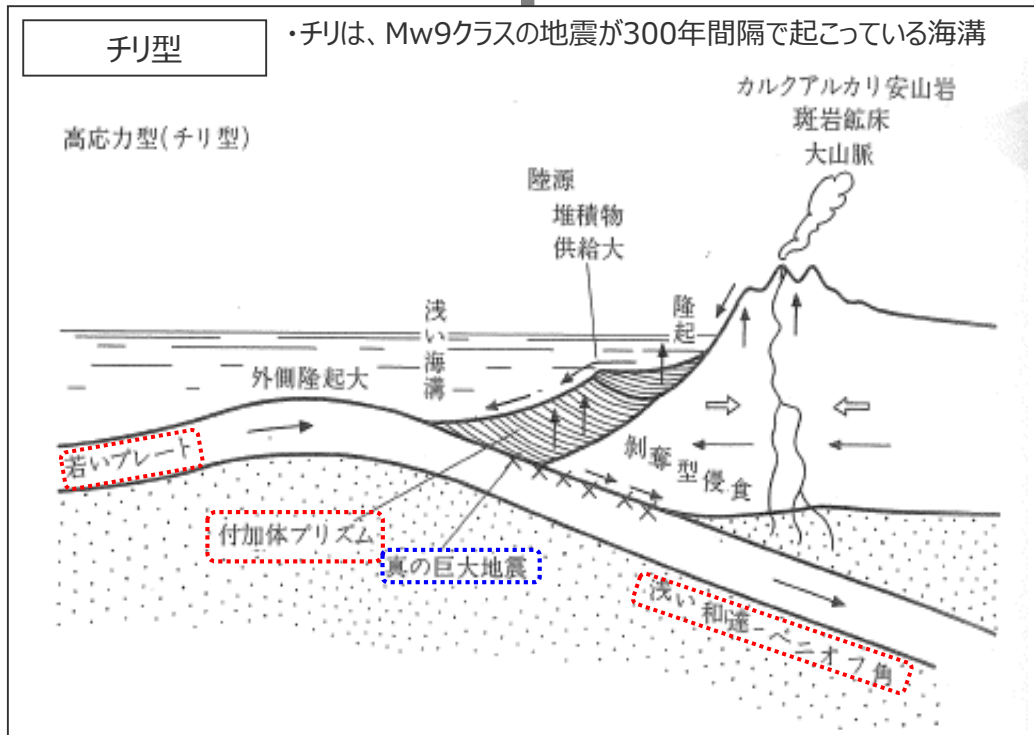 チリ型
・チリは、Mw9クラスの地震が300年間隔で起こっている海溝
高応力型(チリ型)
カルクアルカリ安山岩
斑岩鉱床
大山脈
陸源
堆積物
供給大
浅い海溝
隆起
外側隆起大
若いプレート
剝奪型侵食
付加体プリズム
真の巨大地震
浅い和達-ベニオフ角